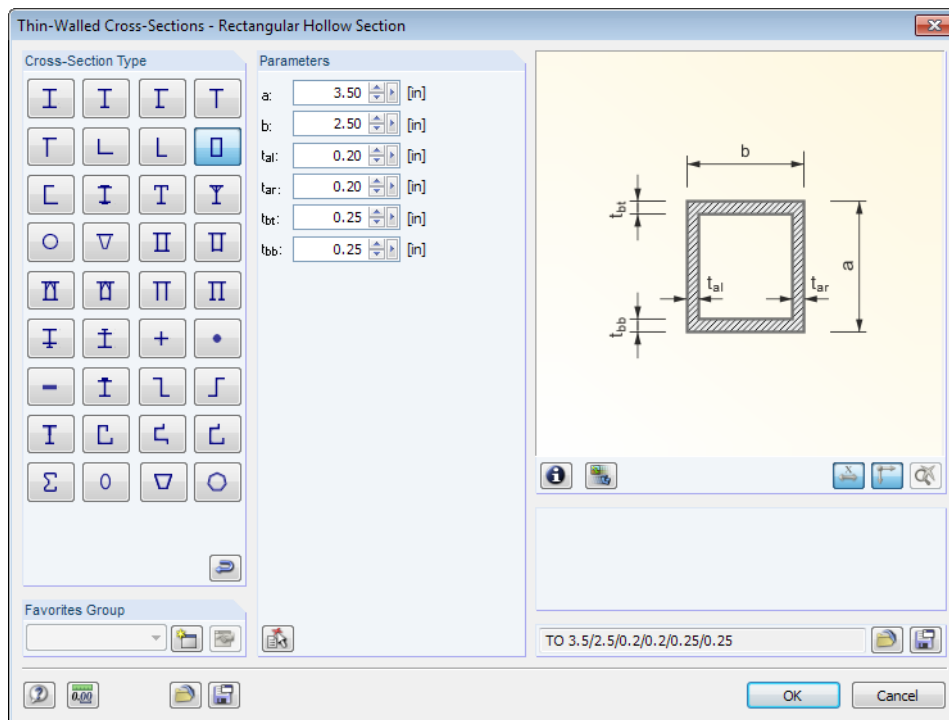 Thin-Walled Cross-Sections - Rectangular Hollow Section
Cross-Section Type
Parameters
a: 3.50 [in]
b: 2.50 [in]
tal: 0.20 [in]
tar: 0.20 [in]
tbt: 0.25 [in]
tbb: 0.25 [in]
b
tbt
tal
tar
a
tbb
X
Favorites Group
TO 3.5/2.5/0.2/0.2/0.25/0.25
0.00
OK
Cancel